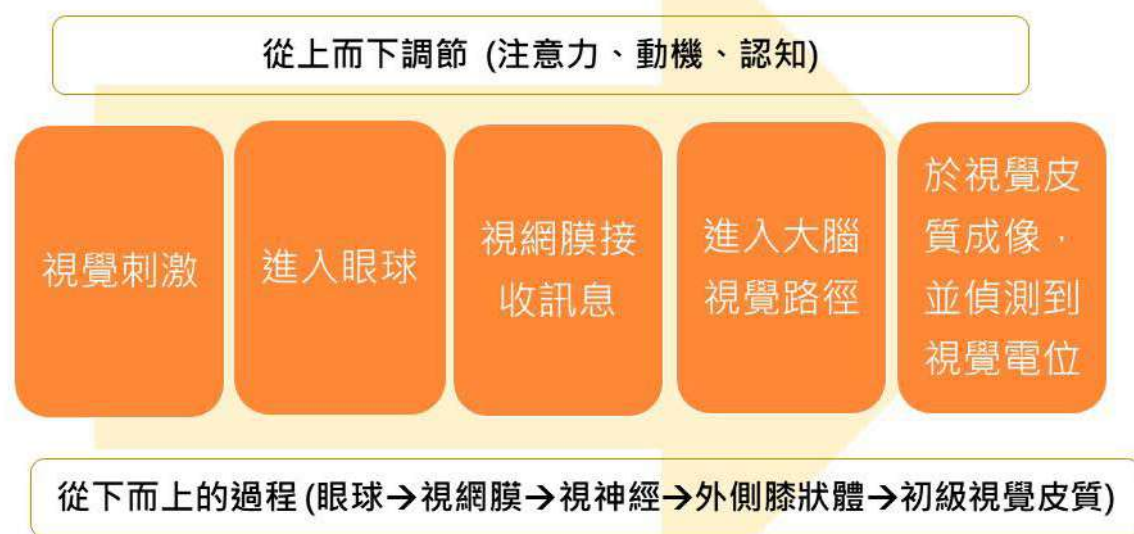 從上而下調節 (注意力、動機、認知)
視覺刺激
進入眼球
視網膜接
收訊息
進入大腦
視覺路徑
於視覺皮
質成像，
並偵測到
視覺電位
從下而上的過程 (眼球→視網膜→視神經→外側膝狀體→初級視覺皮質)